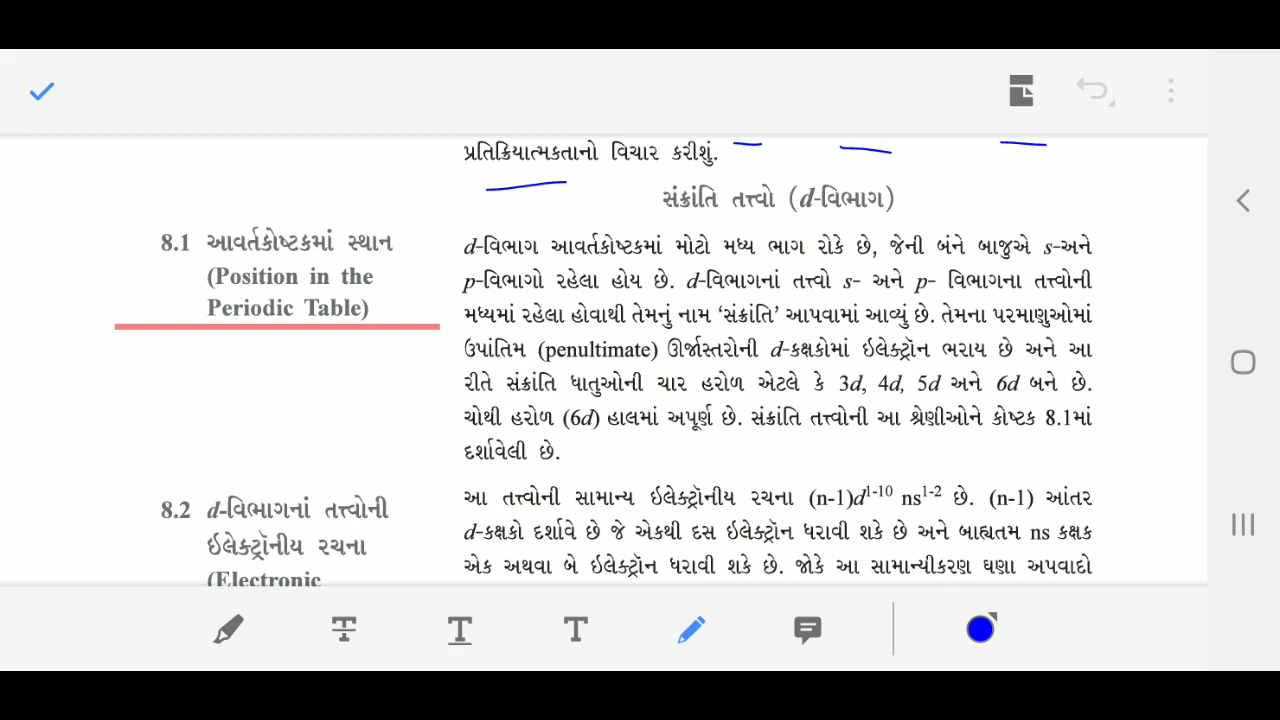 પ્રતિક્રિયાત્મકતાનો વિચાર કરીશું.
સંક્રાંતિ તત્ત્વો (d-વિભાગ)
8.1 આવર્તકોષ્ટકમાં સ્થાન
(Position in the
Periodic Table)
d-વિભાગ આવર્તકોષ્ટકમાં મોટો મધ્ય ભાગ રોકે છે, જેની બંને બાજુએ s-અને
p-વિભાગો રહેલા હોય છે. d-વિભાગનાં તત્ત્વો s- અને p- વિભાગના તત્ત્વોની
મધ્યમાં રહેલા હોવાથી તેમનું નામ ‘સંક્રાંતિ’ આપવામાં આવ્યું છે. તેમના પરમાણુઓમાં
ઉપાંતિમ (penultimate) ઊર્જાસ્તરોની d-કક્ષકોમાં ઇલેક્ટ્રૉન ભરાય છે અને આ
રીતે સંક્રાંતિ ધાતુઓની ચાર હરોળ એટલે કે 3d, 4d, 5d અને 6d બને છે.
ચોથી હરોળ (6d) હાલમાં અપૂર્ણ છે. સંક્રાંતિ તત્ત્વોની આ શ્રેણીઓને કોષ્ટક 8.1માં
દર્શાવેલી છે.
8.2 d-વિભાગનાં તત્ત્વોની
ઇલેક્ટ્રૉનીય રચના
(Electronic
આ તત્ત્વોની સામાન્ય ઇલેક્ટ્રૉનીય રચના (n-1)d¹⁻¹⁰ ns¹⁻² છે. (n-1) આંતર
d-કક્ષકો દર્શાવે છે જે એકથી દસ ઇલેક્ટ્રૉન ધરાવી શકે છે અને બાહ્યતમ ns કક્ષક
એક અથવા બે ઇલેક્ટ્રૉન ધરાવી શકે છે. જોકે આ સામાન્યીકરણ ઘણા અપવાદો
T
T
T